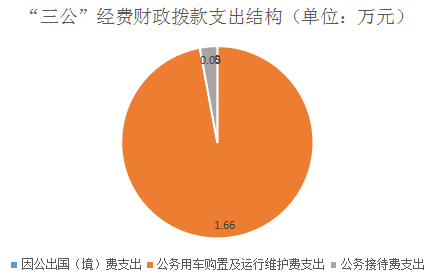 “三公”经费财政拨款支出结构（单位：万元）
0.05
0
1.66
因公出国（境）费支出 公务用车购置及运行维护费支出 公务接待费支出